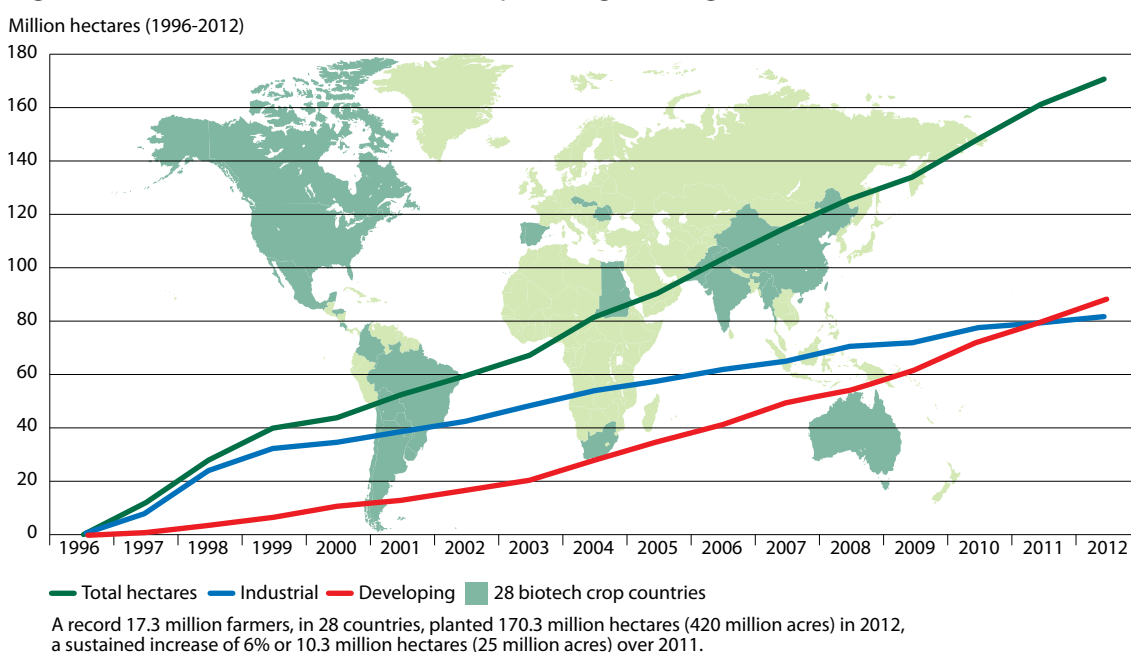 Million hectares (1996-2012)
180
160
140
120
100
80
60
40
20
0
1996 1997 1998 1999 2000 2001 2002 2003 2004 2005 2006 2007 2008 2009 2010 2011 2012
Total hectares Industrial Developing 28 biotech crop countries
A record 17.3 million farmers, in 28 countries, planted 170.3 million hectares (420 million acres) in 2012,
a sustained increase of 6% or 10.3 million hectares (25 million acres) over 2011.